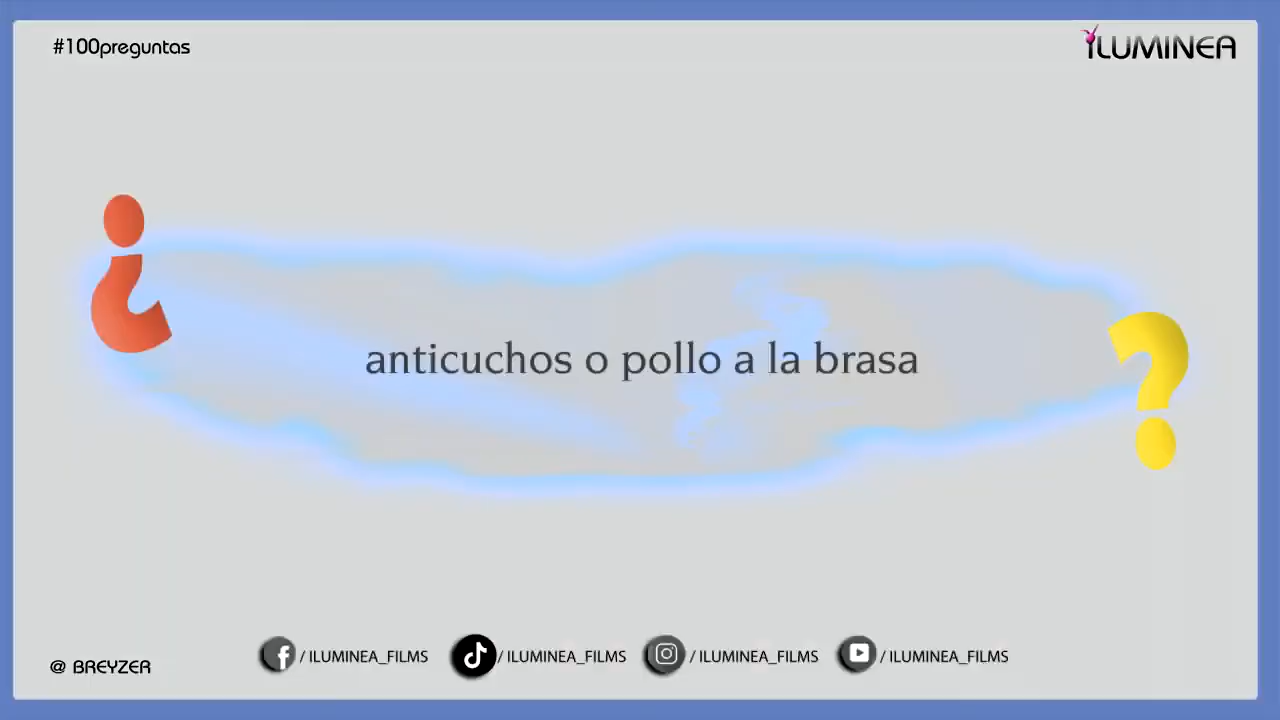 #100preguntas
iLUMINEA
¿
anticuchos o pollo a la brasa
?
@ BREYZER
/ ILUMINEA_FILMS
/ ILUMINEA_FILMS
/ ILUMINEA_FILMS
/ ILUMINEA_FILMS